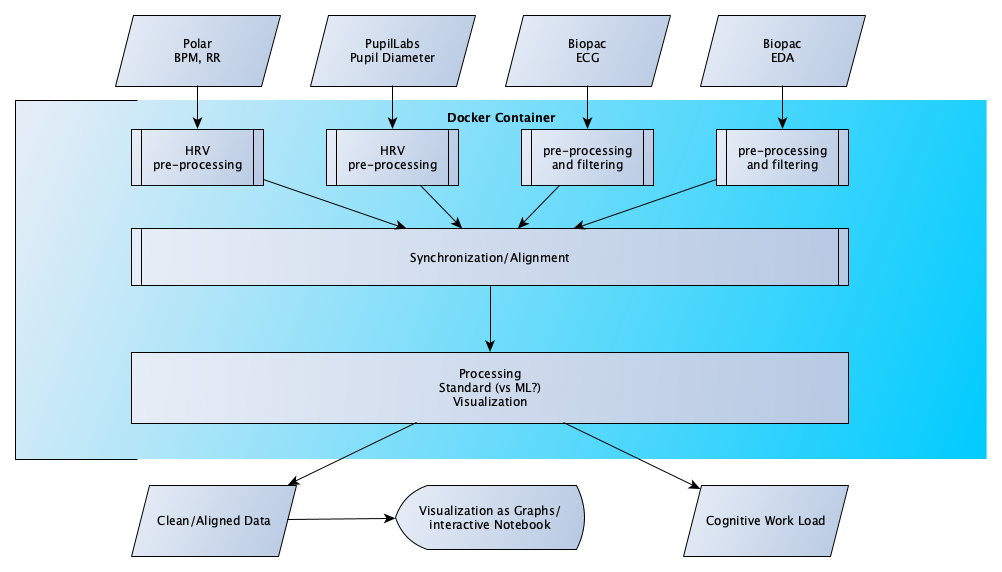 Polar
BPM, RR
PupilLabs
Pupil Diameter
Biopac
ECG
Biopac
EDA
Docker Container
HRV
pre-processing
HRV
pre-processing
pre-processing
and filtering
pre-processing
and filtering
Synchronization/Alignment
Processing
Standard (vs ML?)
Visualization
Clean/Aligned Data
Visualization as Graphs/
interactive Notebook
Cognitive Work Load